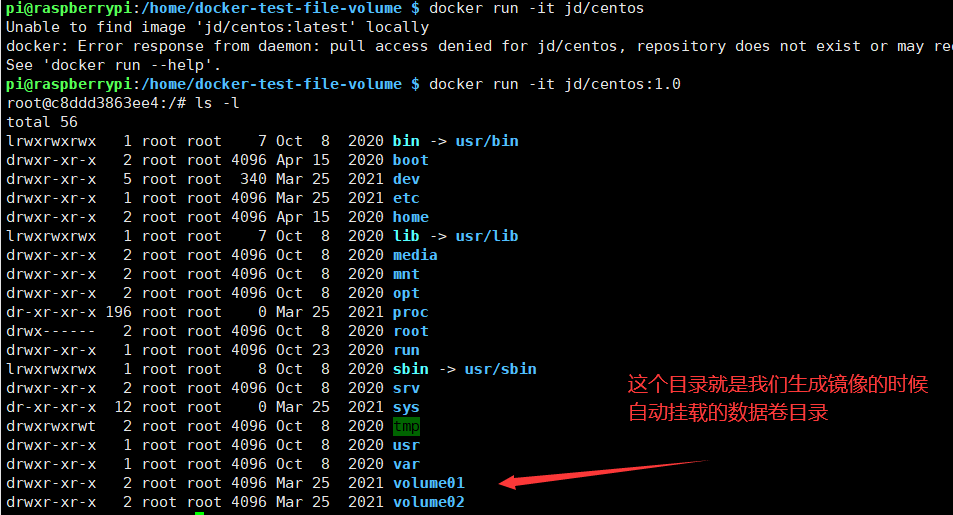 pi@raspberrypi:/home/docker-test-file-volume $ docker run -it jd/centos
Unable to find image 'jd/centos:latest' locally
docker: Error response from daemon: pull access denied for jd/centos, repository does not exist or may
See 'docker run --help'.
pi@raspberrypi:/home/docker-test-file-volume $ docker run -it jd/centos:1.0
root@c8ddd3863ee4:/# ls -l
total 56
lrwxrwxrwx   1 root root    7 Oct  8  2020 bin -> usr/bin
drwxr-xr-x   2 root root 4096 Apr 15  2020 boot
drwxr-xr-x   5 root root  340 Mar 25  2021 dev
drwxr-xr-x   1 root root 4096 Mar 25  2021 etc
drwxr-xr-x   2 root root 4096 Apr 15  2020 home
lrwxrwxrwx   1 root root    7 Oct  8  2020 lib -> usr/lib
drwxr-xr-x   2 root root 4096 Oct  8  2020 media
drwxr-xr-x   2 root root 4096 Oct  8  2020 mnt
drwxr-xr-x   2 root root 4096 Oct  8  2020 opt
dr-xr-xr-x 196 root root    0 Mar 25  2021 proc
drwx------   2 root root 4096 Oct  8  2020 root
drwxr-xr-x   1 root root 4096 Oct 23  2020 run
lrwxrwxrwx   1 root root    8 Oct  8  2020 sbin -> usr/sbin
drwxr-xr-x   2 root root 4096 Oct  8  2020 srv
dr-xr-xr-x  12 root root    0 Mar 25  2021 sys
drwxrwxrwt   2 root root 4096 Oct  8  2020 tmp
drwxr-xr-x   1 root root 4096 Oct  8  2020 usr
drwxr-xr-x   1 root root 4096 Oct  8  2020 var
drwxr-xr-x   2 root root 4096 Mar 25  2021 volume01
drwxr-xr-x   2 root root 4096 Mar 25  2021 volume02
这个目录就是我们生成镜像的时候
自动挂载的数据卷目录